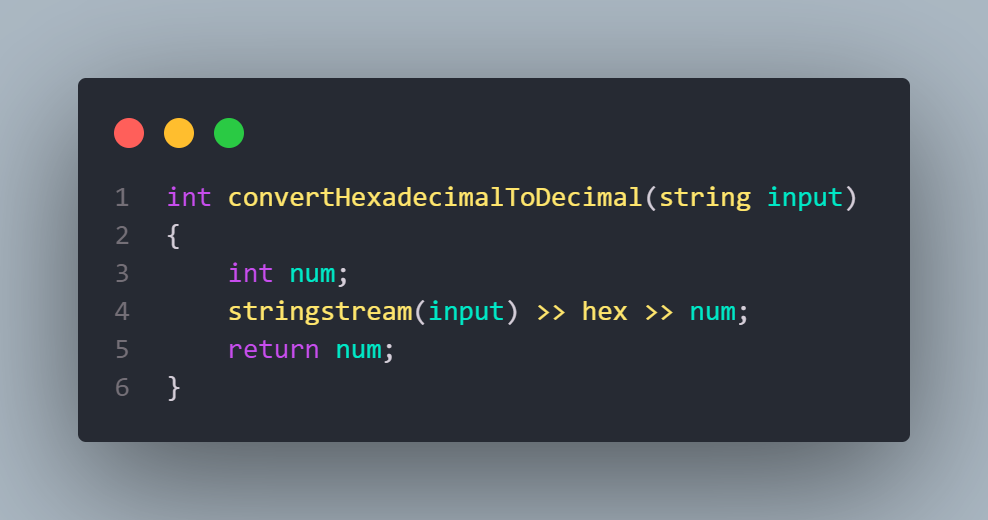 1 int convertHexadecimalToDecimal(string input)
2 {
3     int num;
4     stringstream(input) >> hex >> num;
5     return num;
6 }